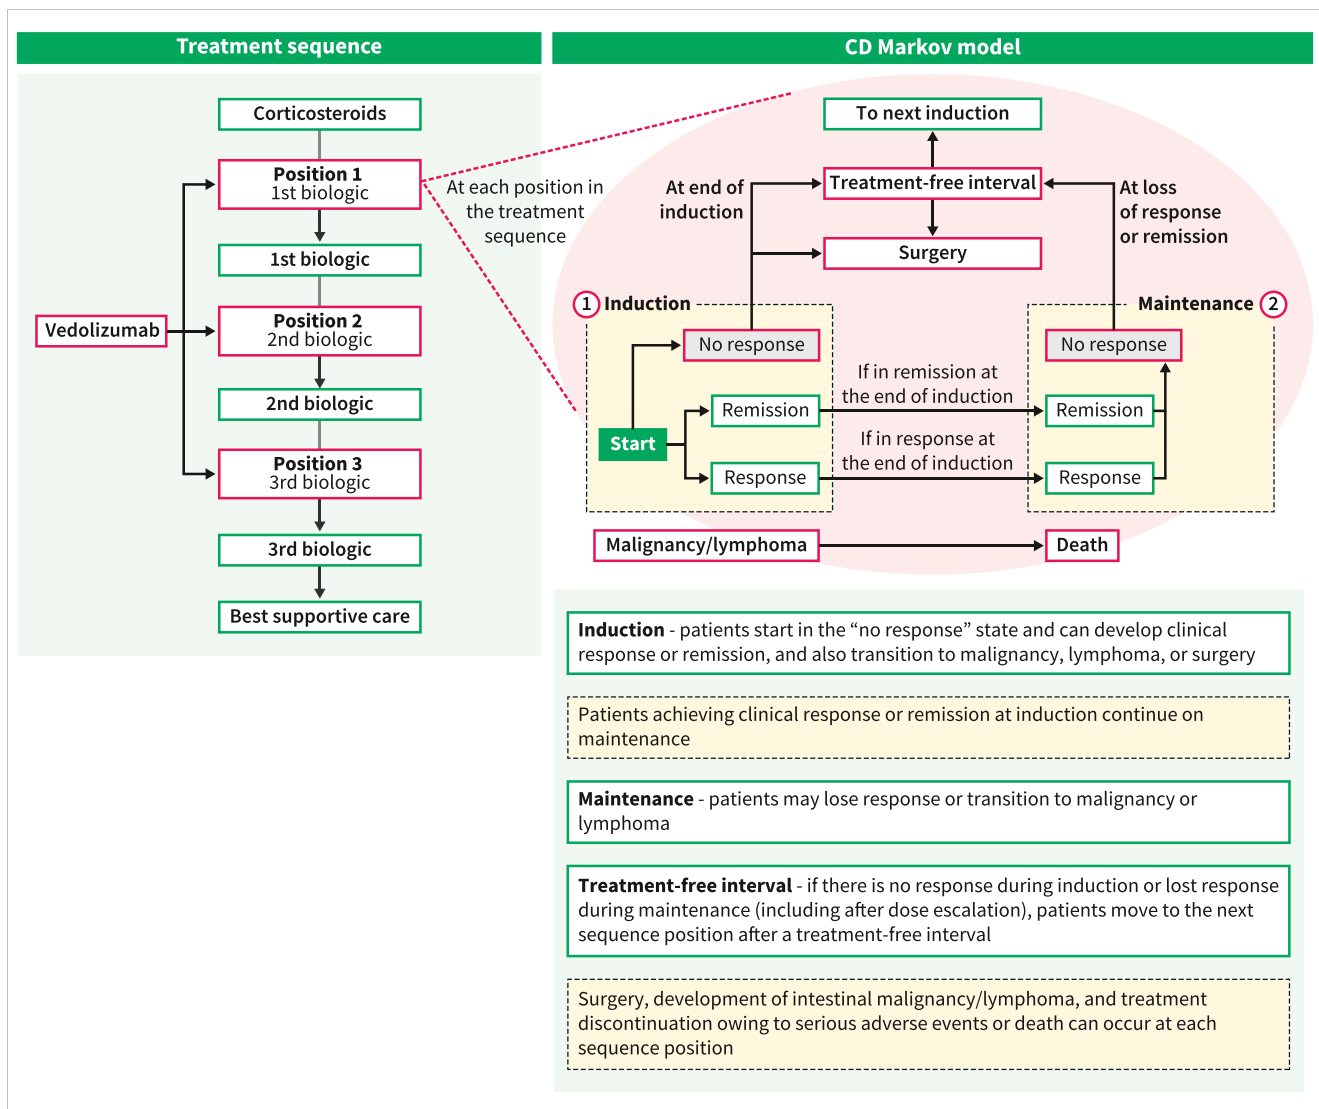 Treatment sequence
Corticosteroids
Position 1
1st biologic
1st biologic
Vedolizumab
Position 2
2nd biologic
2nd biologic
Position 3
3rd biologic
3rd biologic
Best supportive care
At each position in
the treatment
sequence
CD Markov model
To next induction
At end of
induction
Treatment-free interval
At loss
of response
or remission
Surgery
1 Induction
No response
Remission
Start
Response
If in remission at
the end of induction
If in response at
the end of induction
Maintenance 2
No response
Remission
Response
Malignancy/lymphoma
Death
Induction - patients start in the “no response” state and can develop clinical
response or remission, and also transition to malignancy, lymphoma, or surgery
Patients achieving clinical response or remission at induction continue on
maintenance
Maintenance - patients may lose response or transition to malignancy or
lymphoma
Treatment-free interval - if there is no response during induction or lost response
during maintenance (including after dose escalation), patients move to the next
sequence position after a treatment-free interval
Surgery, development of intestinal malignancy/lymphoma, and treatment
discontinuation owing to serious adverse events or death can occur at each
sequence position